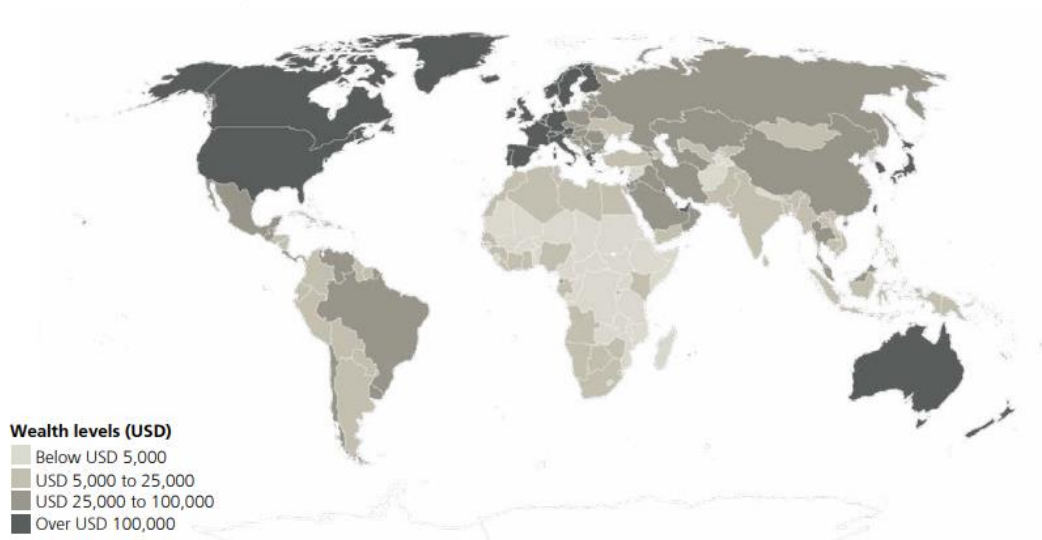 Wealth levels (USD)
Below USD 5,000
USD 5,000 to 25,000
USD 25,000 to 100,000
Over USD 100,000